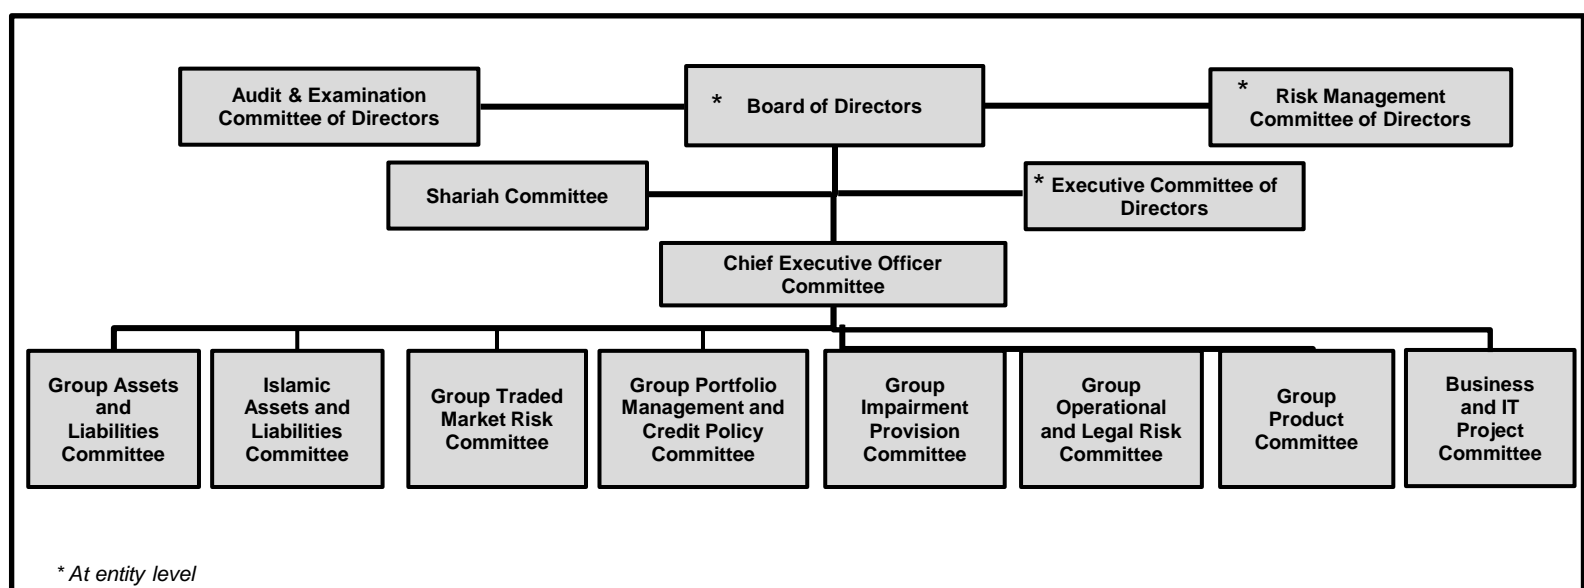 Audit & Examination
Committee of Directors
* Board of Directors
* Risk Management
Committee of Directors
Shariah Committee
* Executive Committee of
Directors
Chief Executive Officer
Committee
Group Assets
and
Liabilities
Committee
Islamic
Assets and
Liabilities
Committee
Group Traded
Market Risk
Committee
Group Portfolio
Management and
Credit Policy
Committee
Group
Impairment
Provision
Committee
Group
Operational
and Legal Risk
Committee
Group
Product
Committee
Business
and IT
Project
Committee
* At entity level